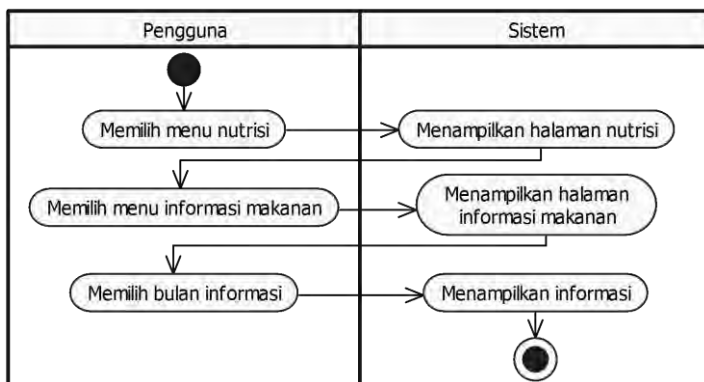 Pengguna
Sistem
Memilih menu nutrisi
Menampilkan halaman nutrisi
Memilih menu informasi makanan
Menampilkan halaman
informasi makanan
Memilih bulan informasi
Menampilkan informasi